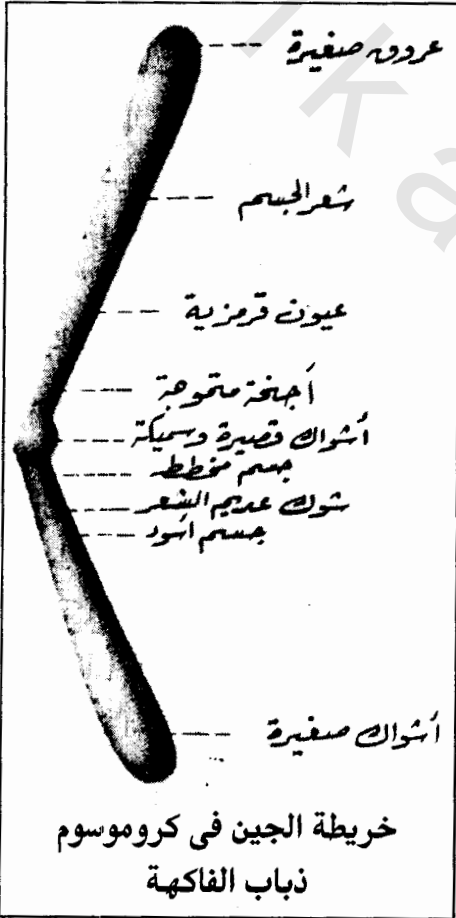 عروق صغيرة
شعر الجسم
عيون قرمزية
أجنحة متموجة
أشواك قصيرة وسميكة
جسم مخطط
شوك عديم الشعر
جسم أسود
أشواك صغيرة
خريطة الجين فى كروموسوم
ذباب الفاكهة